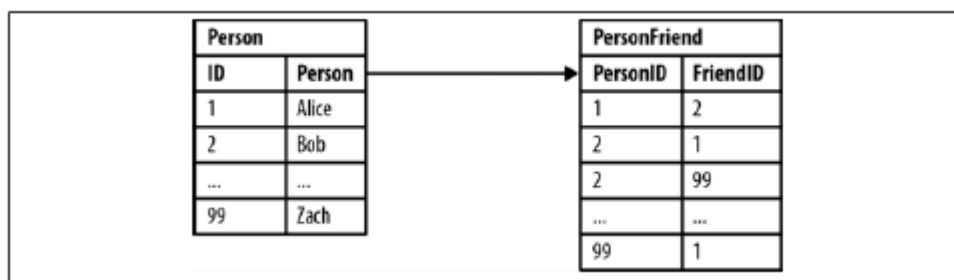 Person
ID Person
1 Alice
2 Bob
... ...
99 Zach
PersonFriend
PersonID FriendID
1 2
2 1
2 99
... ...
99 1